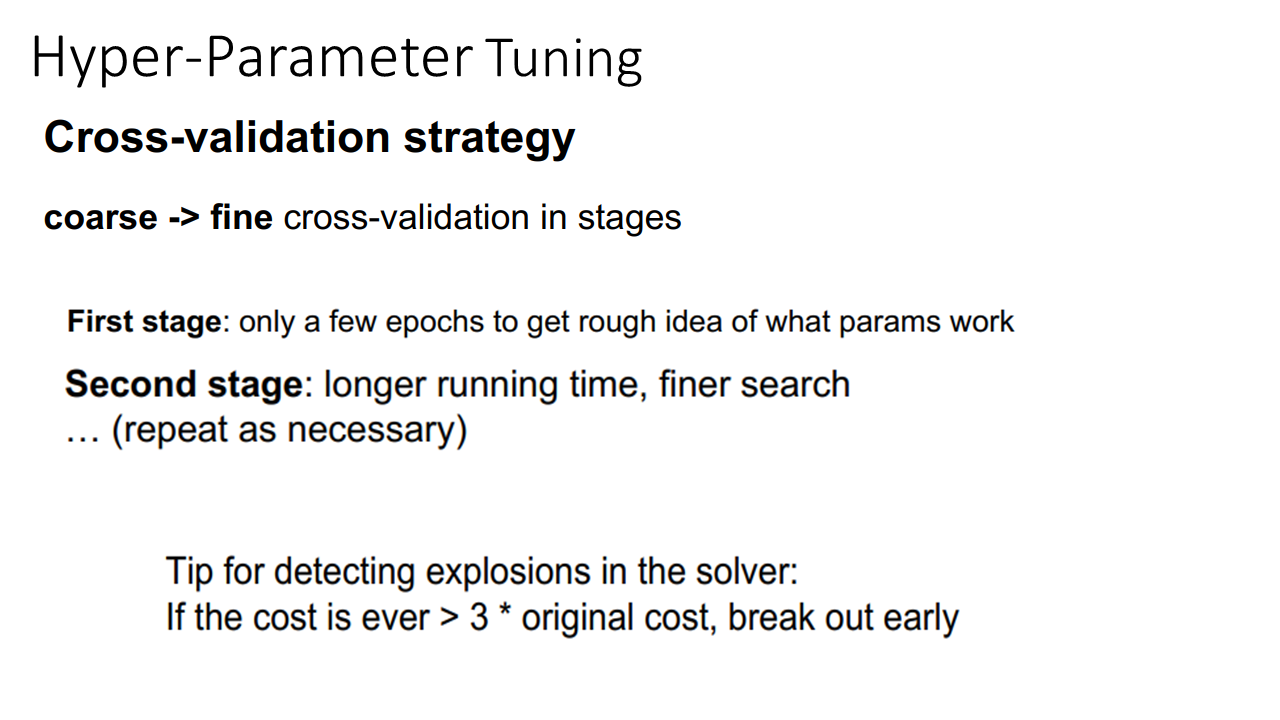 Hyper-Parameter Tuning
Cross-validation strategy
coarse -> fine cross-validation in stages
First stage: only a few epochs to get rough idea of what params work
Second stage: longer running time, finer search
… (repeat as necessary)
Tip for detecting explosions in the solver:
If the cost is ever > 3 * original cost, break out early